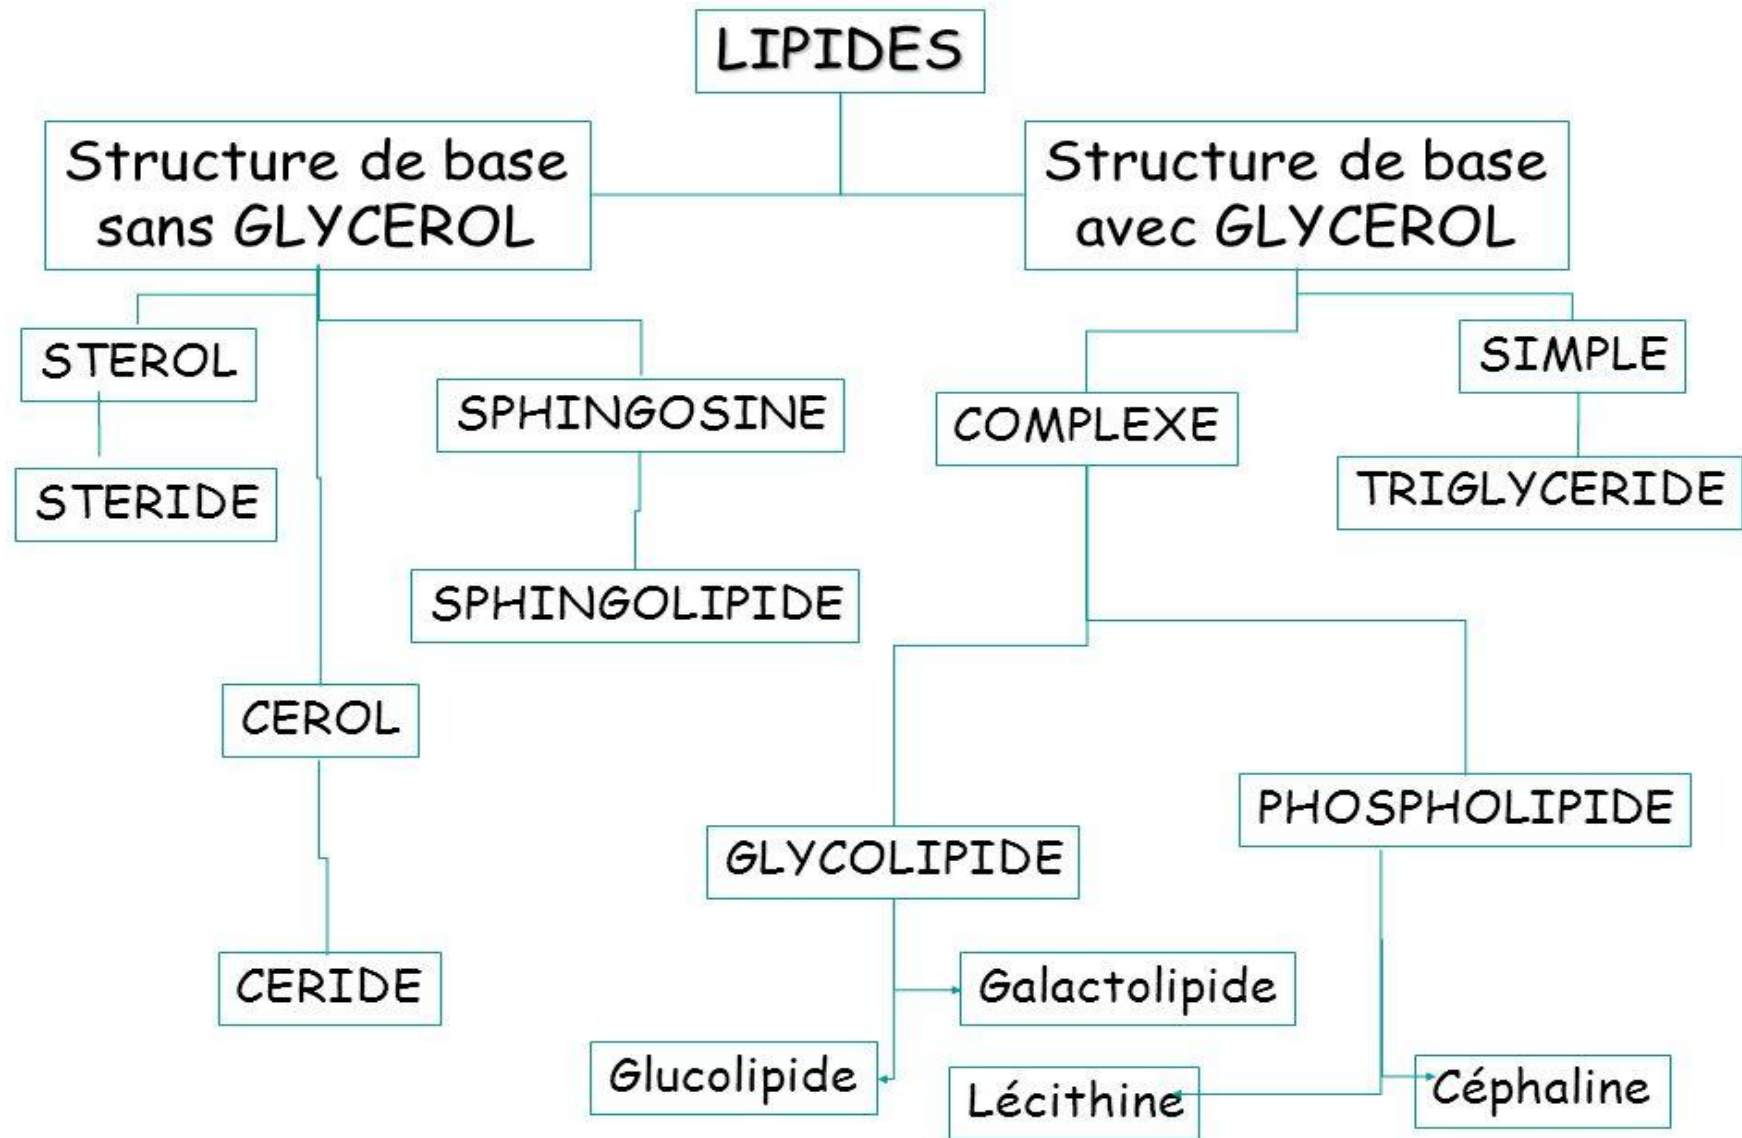 LIPIDES
Structure de base
sans GLYCEROL
Structure de base
avec GLYCEROL
STEROL
SIMPLE
SPHINGOSINE
COMPLEXE
STERIDE
TRIGLYCERIDE
SPHINGOLIPIDE
CEROL
PHOSPHOLIPIDE
GLYCOLIPIDE
CERIDE
Galactolipide
Glucolipide
Lécithine
Céphaline